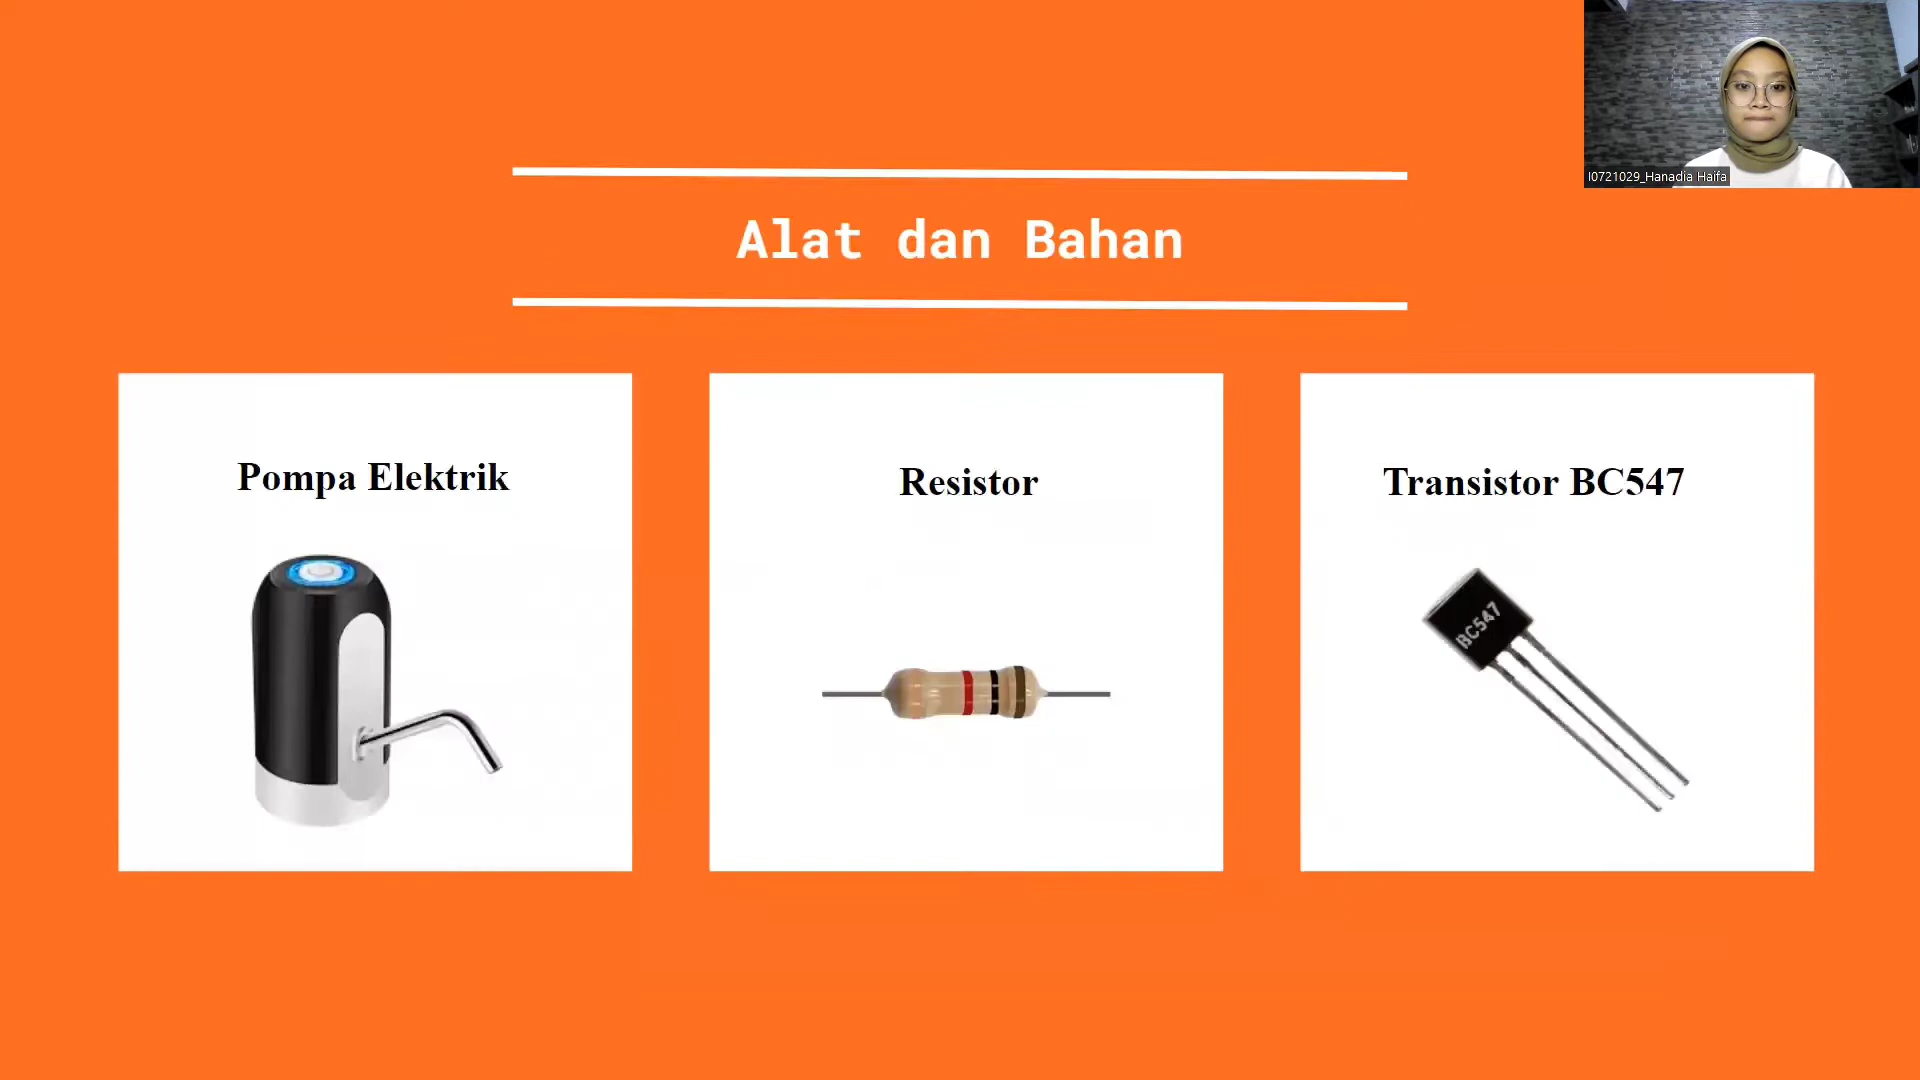 I0721029_Hanadia Haifa
Alat dan Bahan
Pompa Elektrik
Resistor
Transistor BC547
BC547